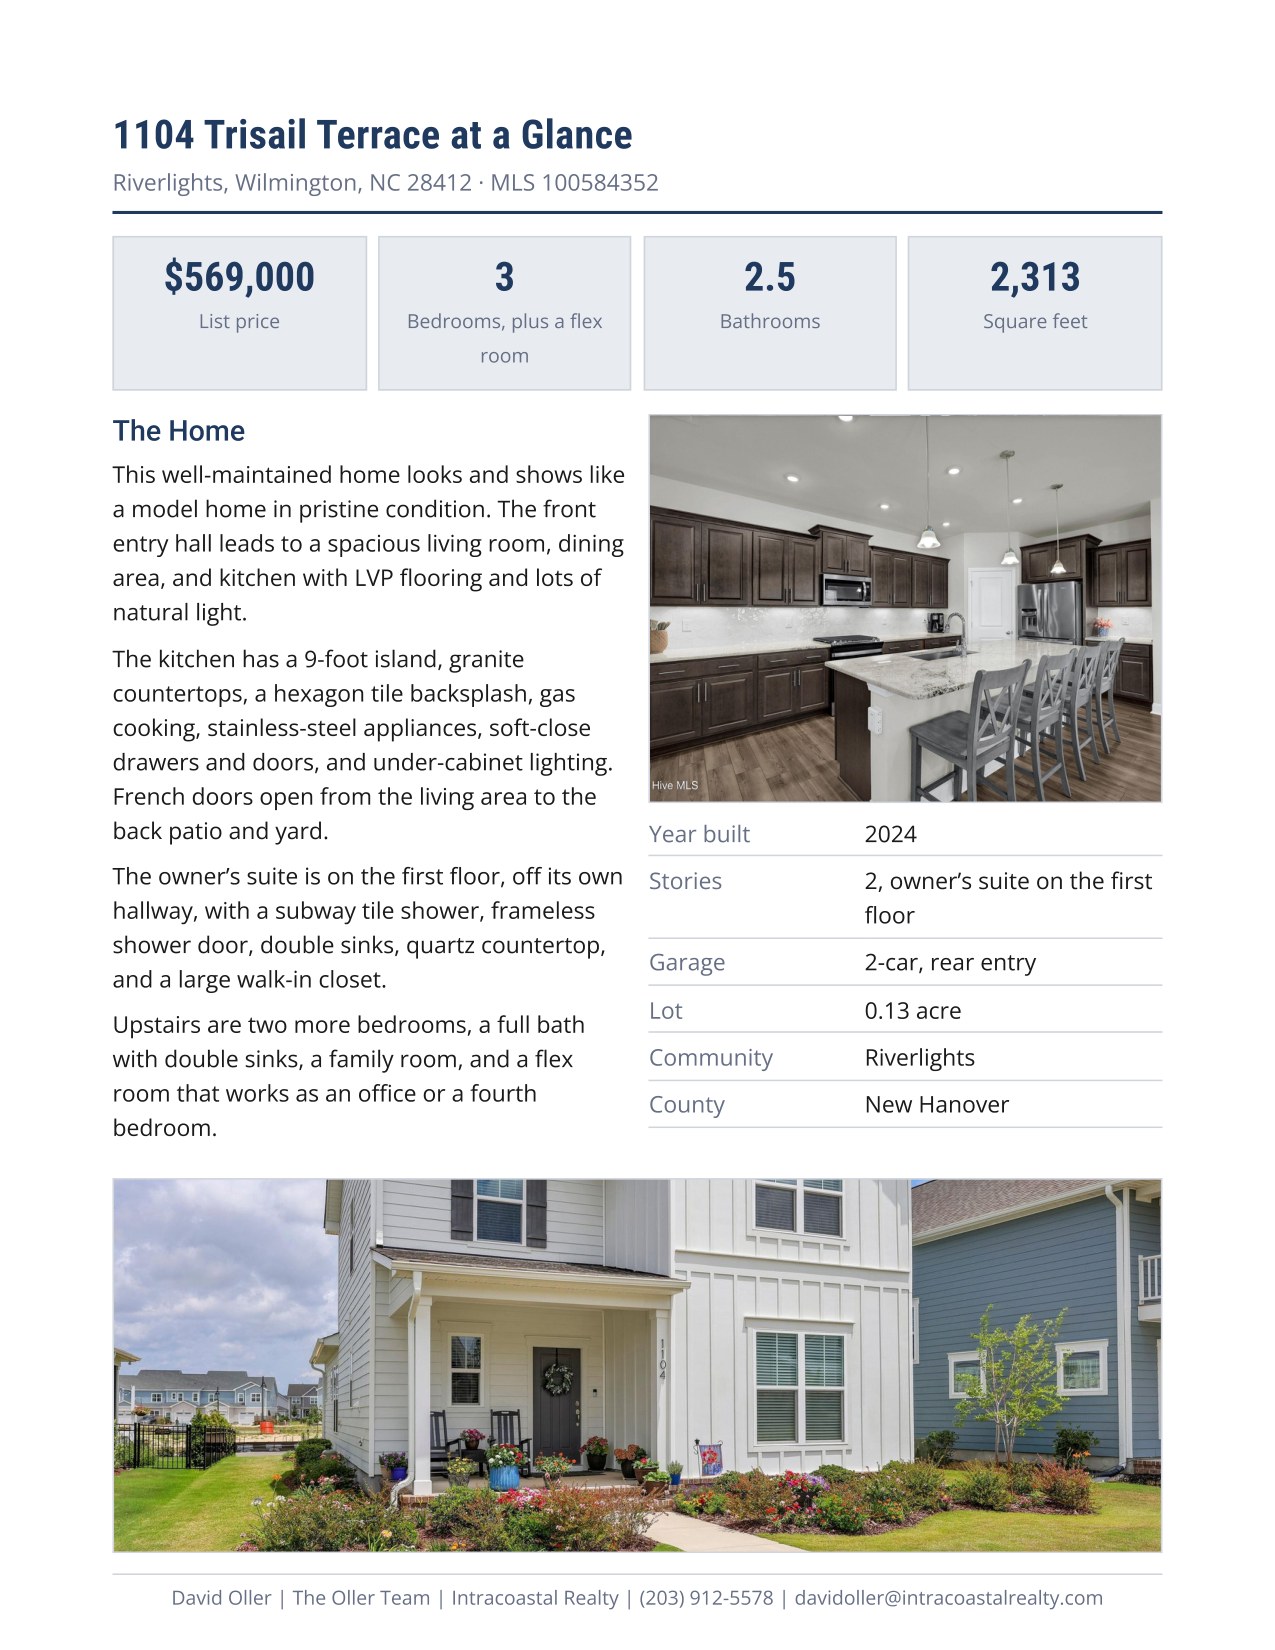 1104 Trisail Terrace at a Glance
Riverlights, Wilmington, NC 28412 · MLS 100584352
$569,000
List price
3
Bedrooms, plus a flex
room
2.5
Bathrooms
2,313
Square feet
The Home
This well-maintained home looks and shows like
a model home in pristine condition. The front
entry hall leads to a spacious living room, dining
area, and kitchen with LVP flooring and lots of
natural light.
The kitchen has a 9-foot island, granite
countertops, a hexagon tile backsplash, gas
cooking, stainless-steel appliances, soft-close
drawers and doors, and under-cabinet lighting.
French doors open from the living area to the
back patio and yard.
The owner’s suite is on the first floor, off its own
hallway, with a subway tile shower, frameless
shower door, double sinks, quartz countertop,
and a large walk-in closet.
Upstairs are two more bedrooms, a full bath
with double sinks, a family room, and a flex
room that works as an office or a fourth
bedroom.
Hive MLS
Year built 2024
Stories 2, owner’s suite on the first
floor
Garage 2-car, rear entry
Lot 0.13 acre
Community Riverlights
County New Hanover
1104
David Oller | The Oller Team | Intracoastal Realty | (203) 912-5578 | davidoller@intracoastalrealty.com